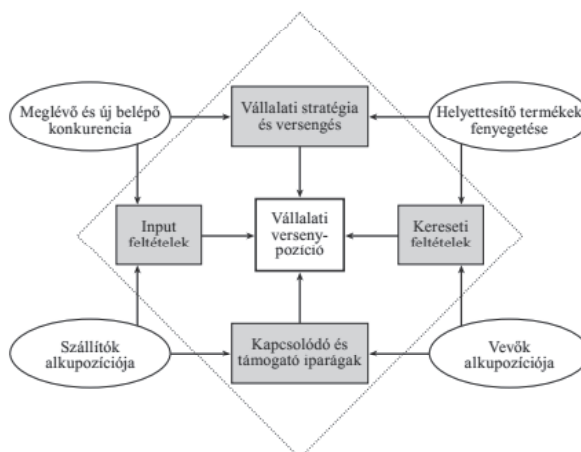 Meglévő és új belépő
konkurencia
Vállalati stratégia
és versengés
Helyettesítő termékek
fenyegetése
Input
feltételek
Vállalati
verseny-
pozíció
Kereseti
feltételek
Szállítók
alkupozíciója
Kapcsolódó és
támogató iparágak
Vevők
alkupozíciója